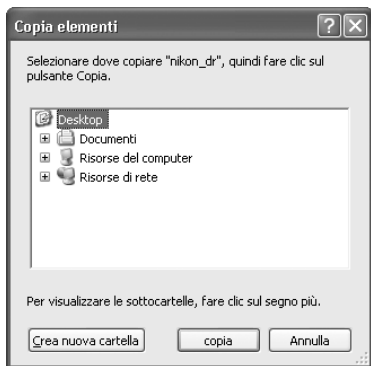 Copia elementi
Selezionare dove copiare "nikon_dr", quindi fare clic sul
pulsante Copia.
Desktop
Documenti
Risorse del computer
Risorse di rete
Per visualizzare le sottocartelle, fare clic sul segno più.
Crea nuova cartella copia Annulla